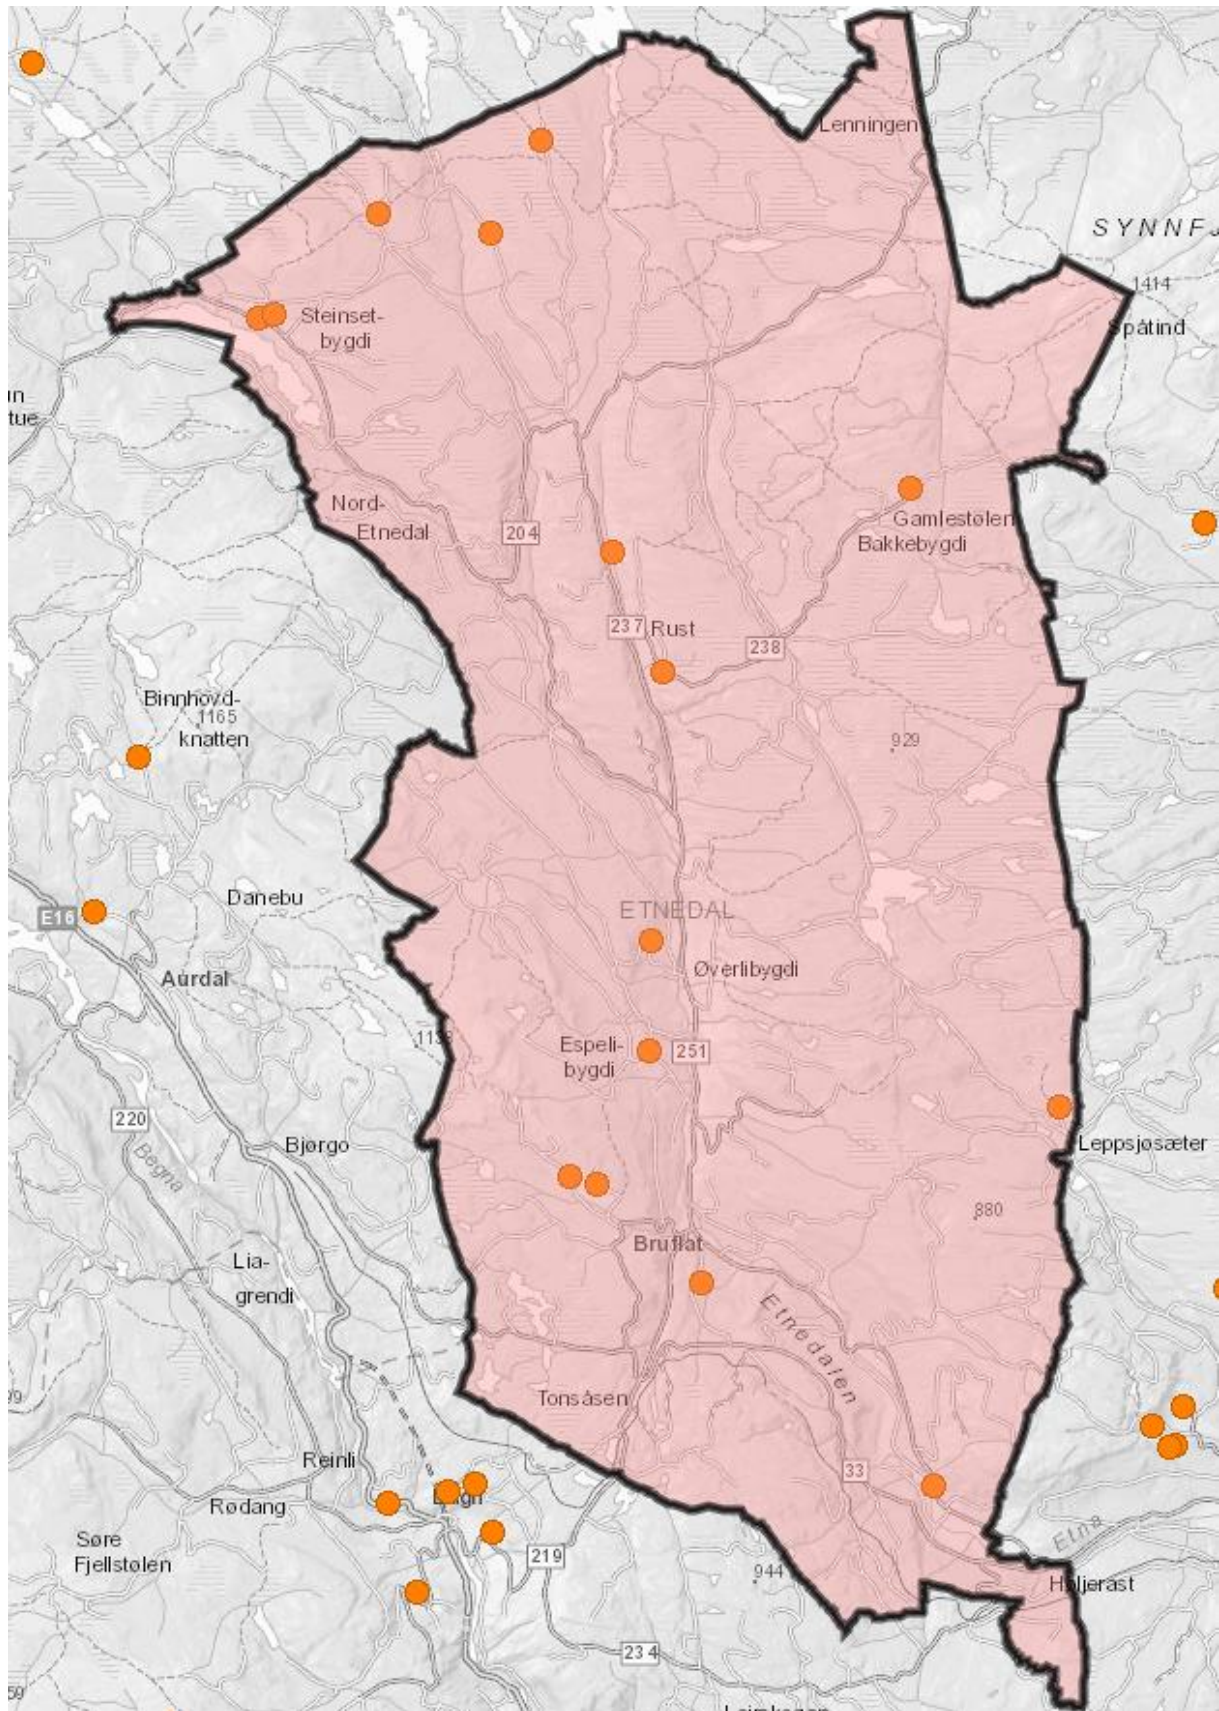 Lenningen
SYNNFJ
1414
Spåtind
Steinset-
bygdi
un
tue
Nord-
Etnedal
204
Gamlestølen
Bakkebygdi
237
Rust
238
Binnhovd-
1165
knatten
929
Danebu
ETNEDAL
E16
Øverlibygdi
Aurdal
Espeli-
bygdi
251
220
Begna
Bjørgo
Leppsjøsæter
880
Bruflat
Lia-
grendi
Etnedalen
Tonsåsen
Reinli
33
Rødang
Etna
Søre
Fjellstølen
219
944
Høljerast
234